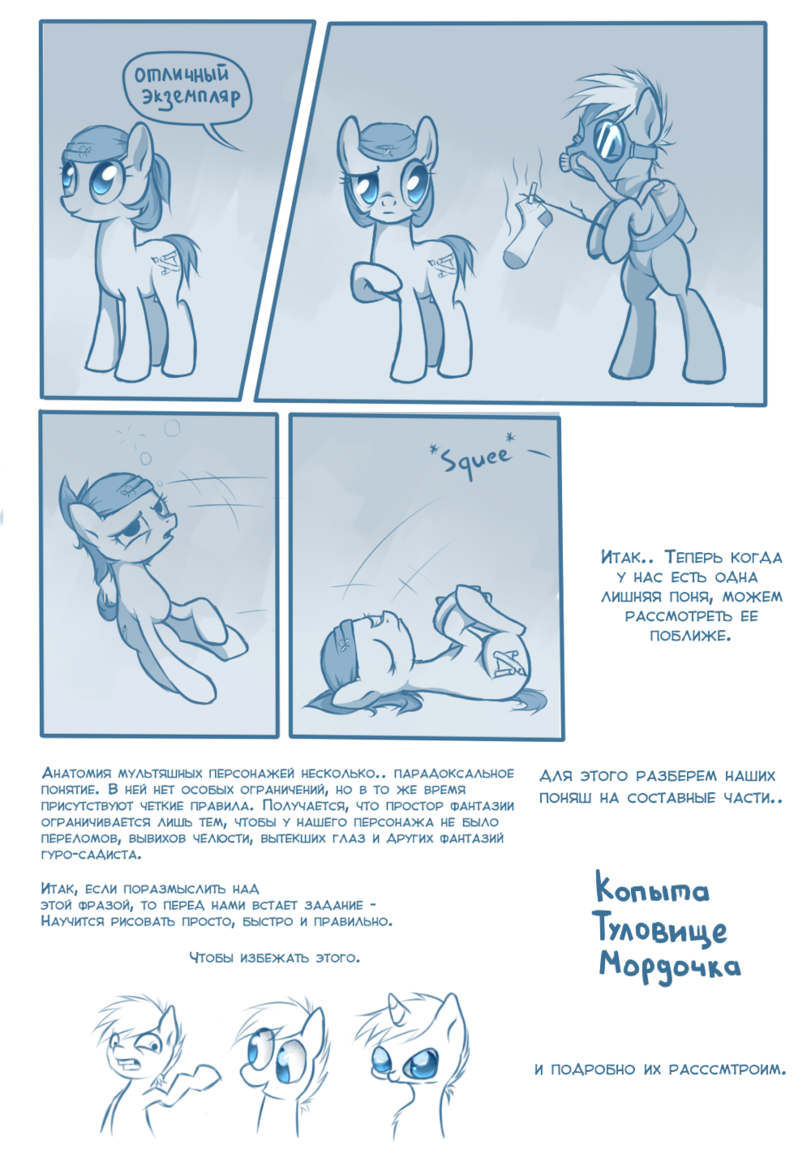 Отличный
экземпляр
*Squee*
Итак.. Теперь когда
у нас есть одна
лишняя поня, можем
рассмотреть ее
поближе.
Анатомия мультяшных персонажей несколько.. парадоксальное
понятие. В ней нет особых ограничений, но в то же время
присутствуют четкие правила. Получается, что простор фантазии
ограничивается лишь тем, чтобы у нашего персонажа не было
переломов, вывихов челюсти, вытекших глаз и других фантазий
гуро-садиста.
Итак, если поразмыслить над
этой фразой, то перед нами встает задание -
Научится рисовать просто, быстро и правильно.
Чтобы избежать этого.
для этого разберем наших
поняш на составные части..
Копыта
Туловище
Мордочка
и подробно их расссмтроим.